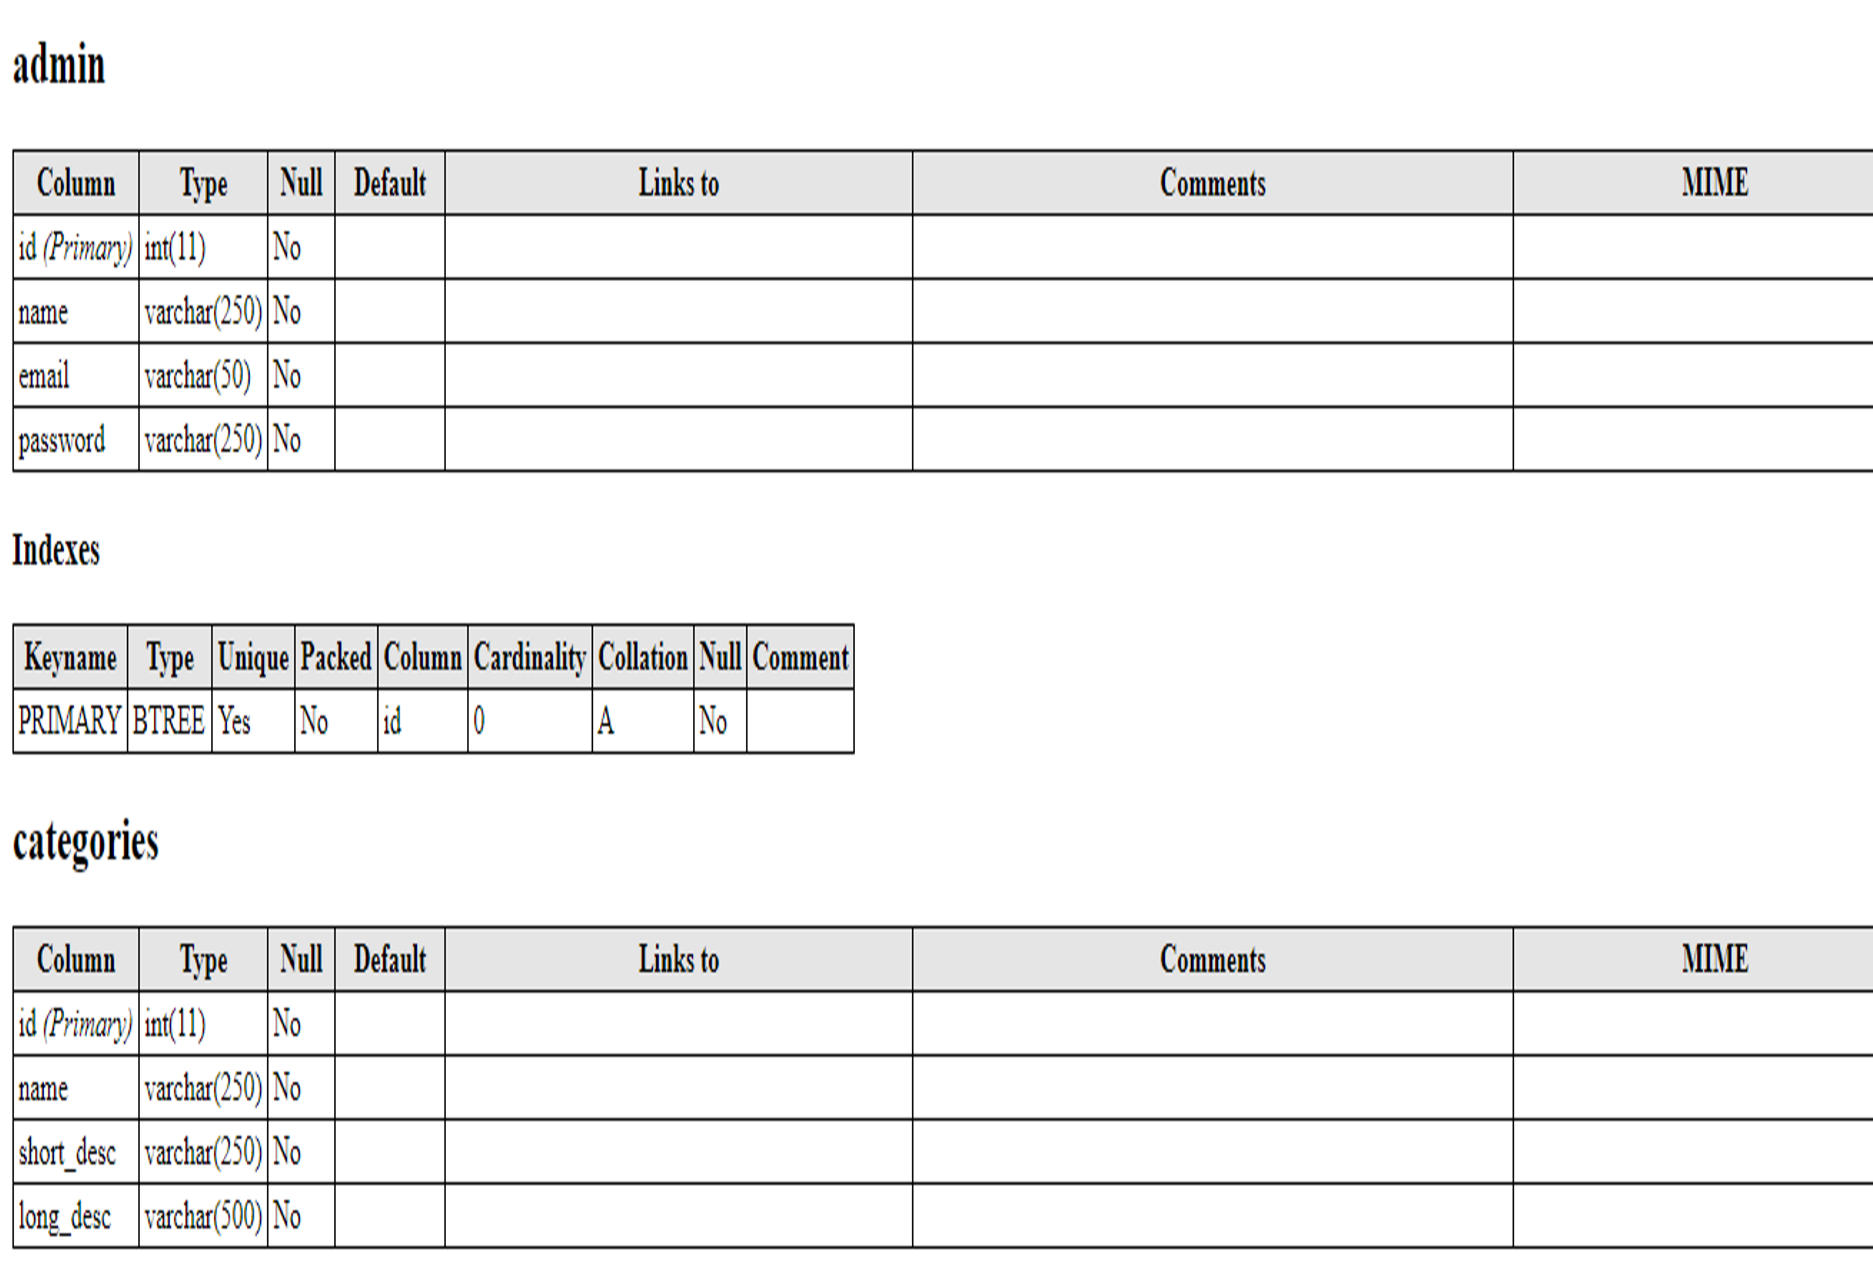 admin
Column Type Null Default Links to Comments MIME
id (Primary) int(11) No
name varchar(250) No
email varchar(50) No
password varchar(250) No
Indexes
Keyname Type Unique Packed Column Cardinality Collation Null Comment
PRIMARY BTREE Yes No id 0 A No
categories
Column Type Null Default Links to Comments MIME
id (Primary) int(11) No
name varchar(250) No
short_desc varchar(250) No
long_desc varchar(500) No